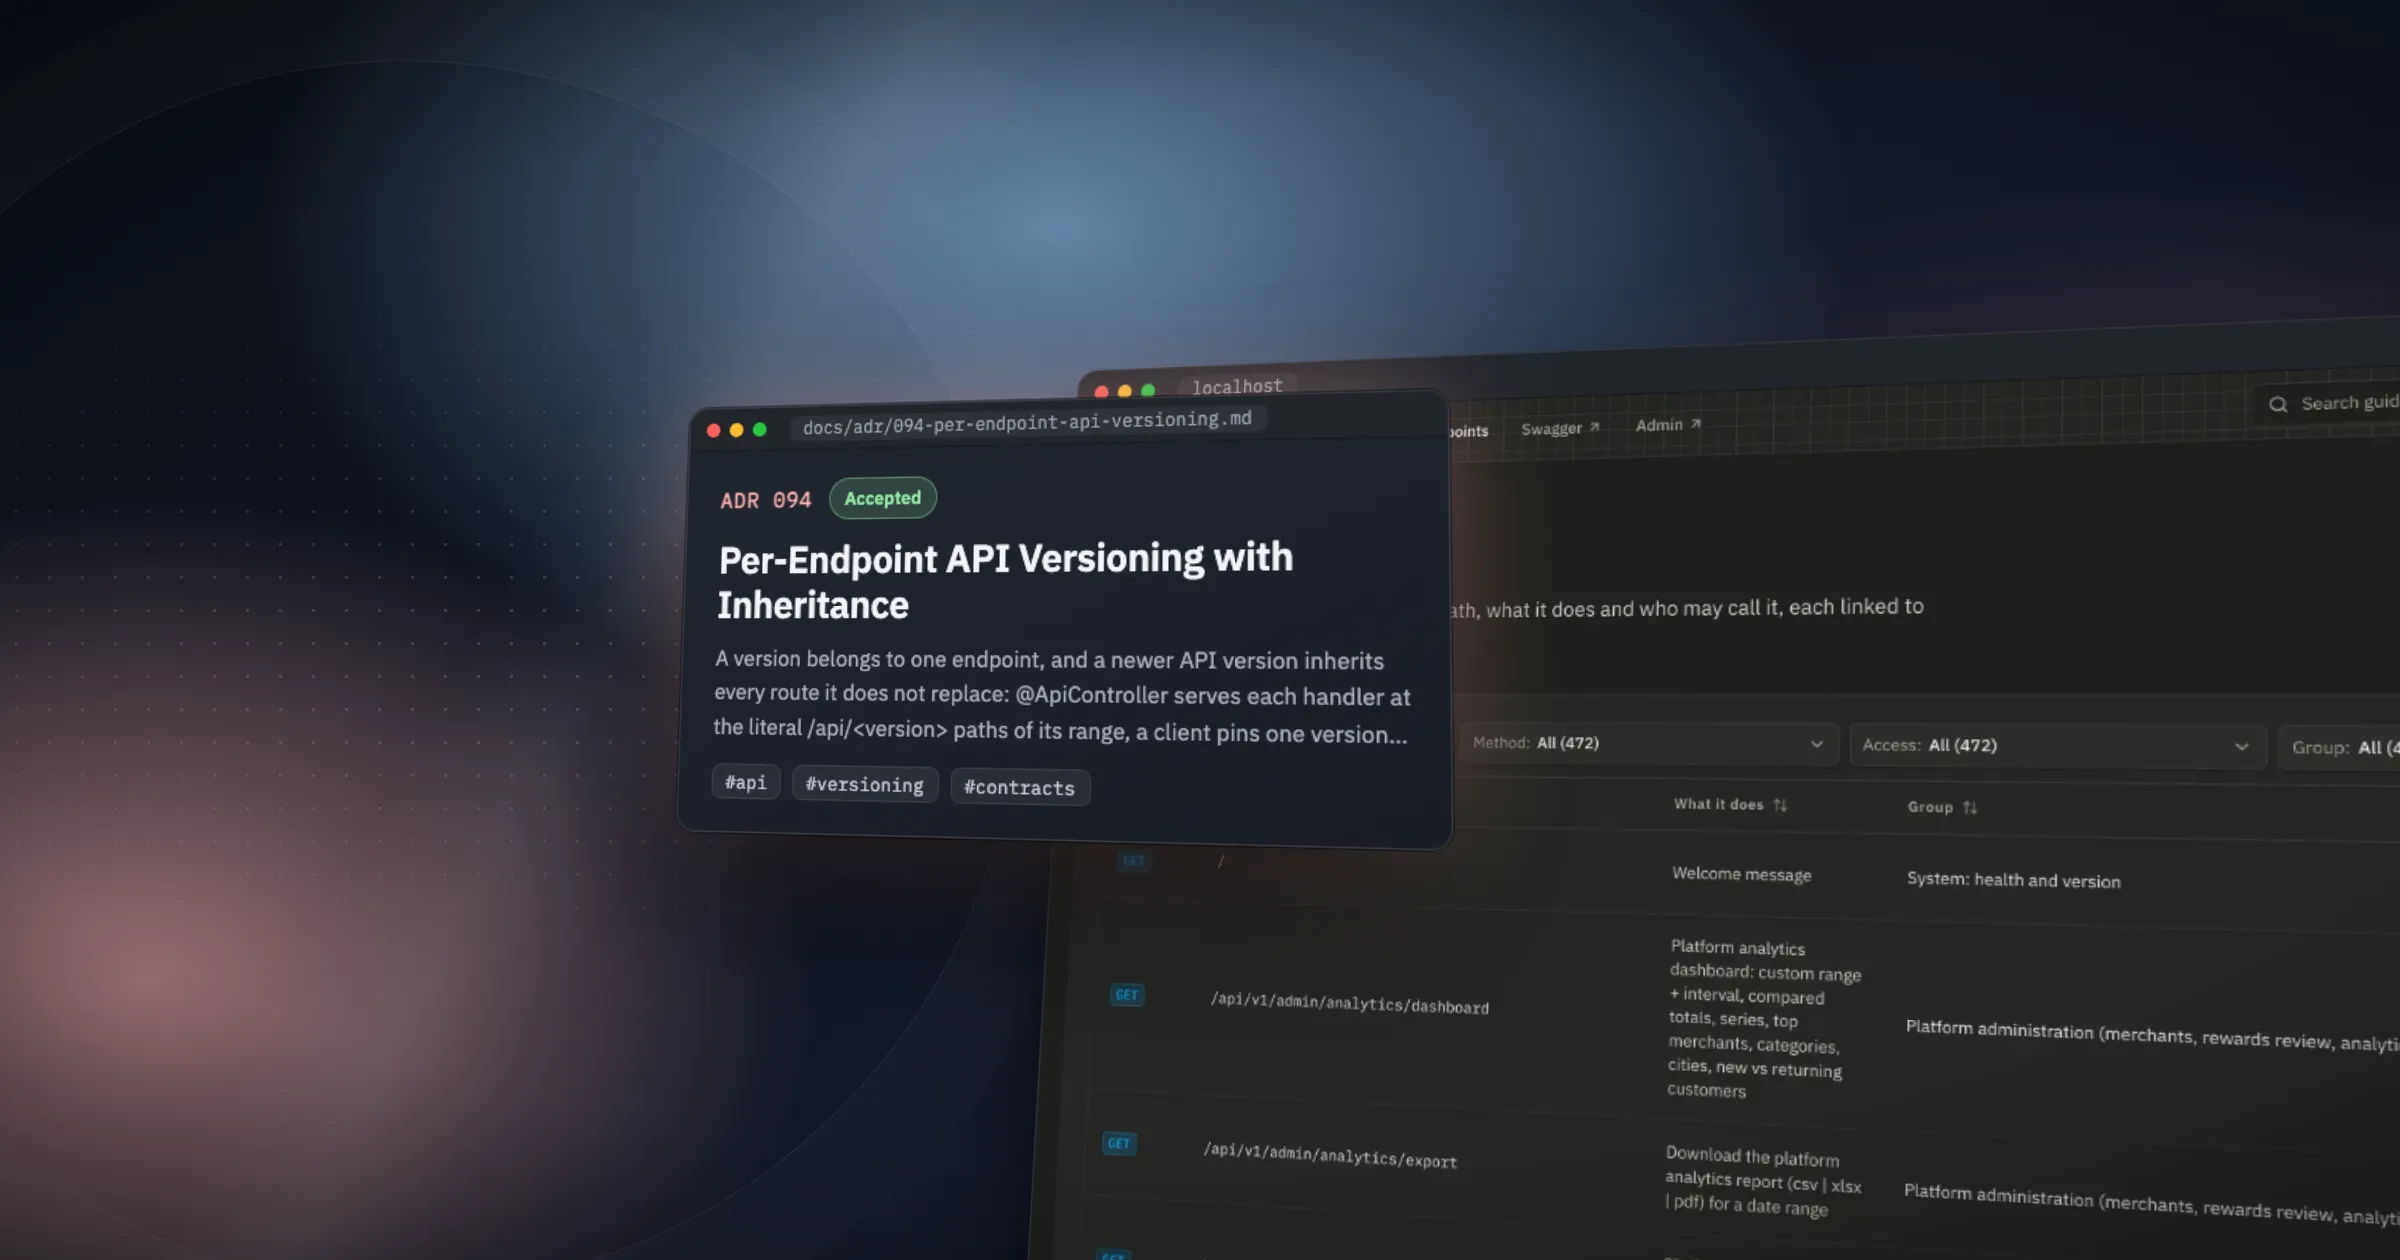 localhost
docs/adr/094-per-endpoint-api-versioning.md
Swagger ↗ Admin ↗
ADR 094 Accepted
Per-Endpoint API Versioning with
Inheritance
A version belongs to one endpoint, and a newer API version inherits
every route it does not replace: @ApiController serves each handler at
the literal /api/<version> paths of its range, a client pins one version...
#api #versioning #contracts
Search
what it does and who may call it, each linked to
Method: All (472) Access: All (472) Group: All
What it does Group
GET / Welcome message System: health and version
GET /api/v1/admin/analytics/dashboard
Platform analytics
dashboard: custom range
+ interval, compared
totals, series, top
merchants, categories,
cities, new vs returning
customers
Platform administration (merchants, rewards review,
GET /api/v1/admin/analytics/export
Download the platform
analytics report (csv | xlsx
| pdf) for a date range
Platform administration (merchants, rewards review,
GET